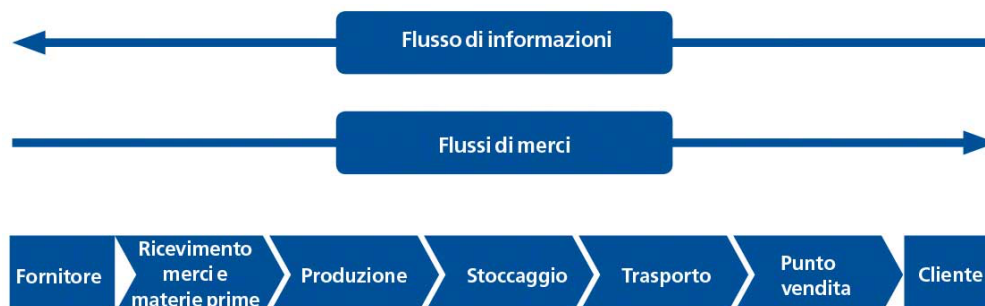 Flusso di informazioni
Flussi di merci
Fornitore
Ricevimento
merci e
materie prime
Produzione
Stoccaggio
Trasporto
Punto
vendita
Cliente